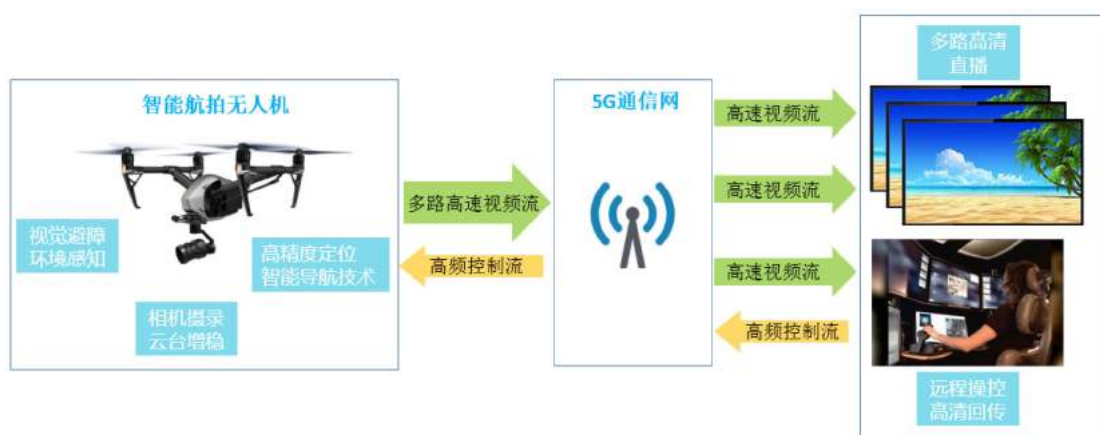 智能航拍无人机
视觉避障
环境感知
高精度定位
智能导航技术
相机摄录
云台增稳
多路高速视频流
高频控制流
5G通信网
高速视频流
高速视频流
高速视频流
高频控制流
多路高清
直播
远程操控
高清回传